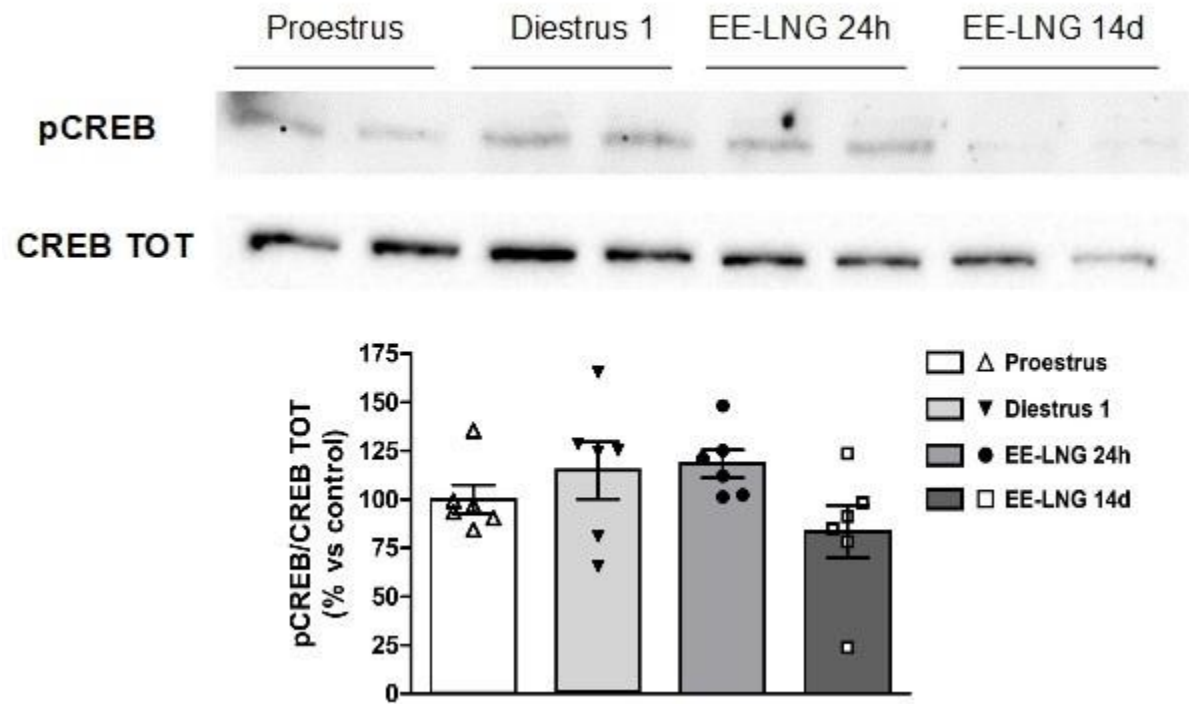 Proestrus Diestrus 1 EE-LNG 24h EE-LNG 14d
pCREB
CREB TOT
pCREB/CREB TOT
(% vs control)
175
150
125
100
75
50
25
0
Proestrus
Diestrus 1
EE-LNG 24h
EE-LNG 14d